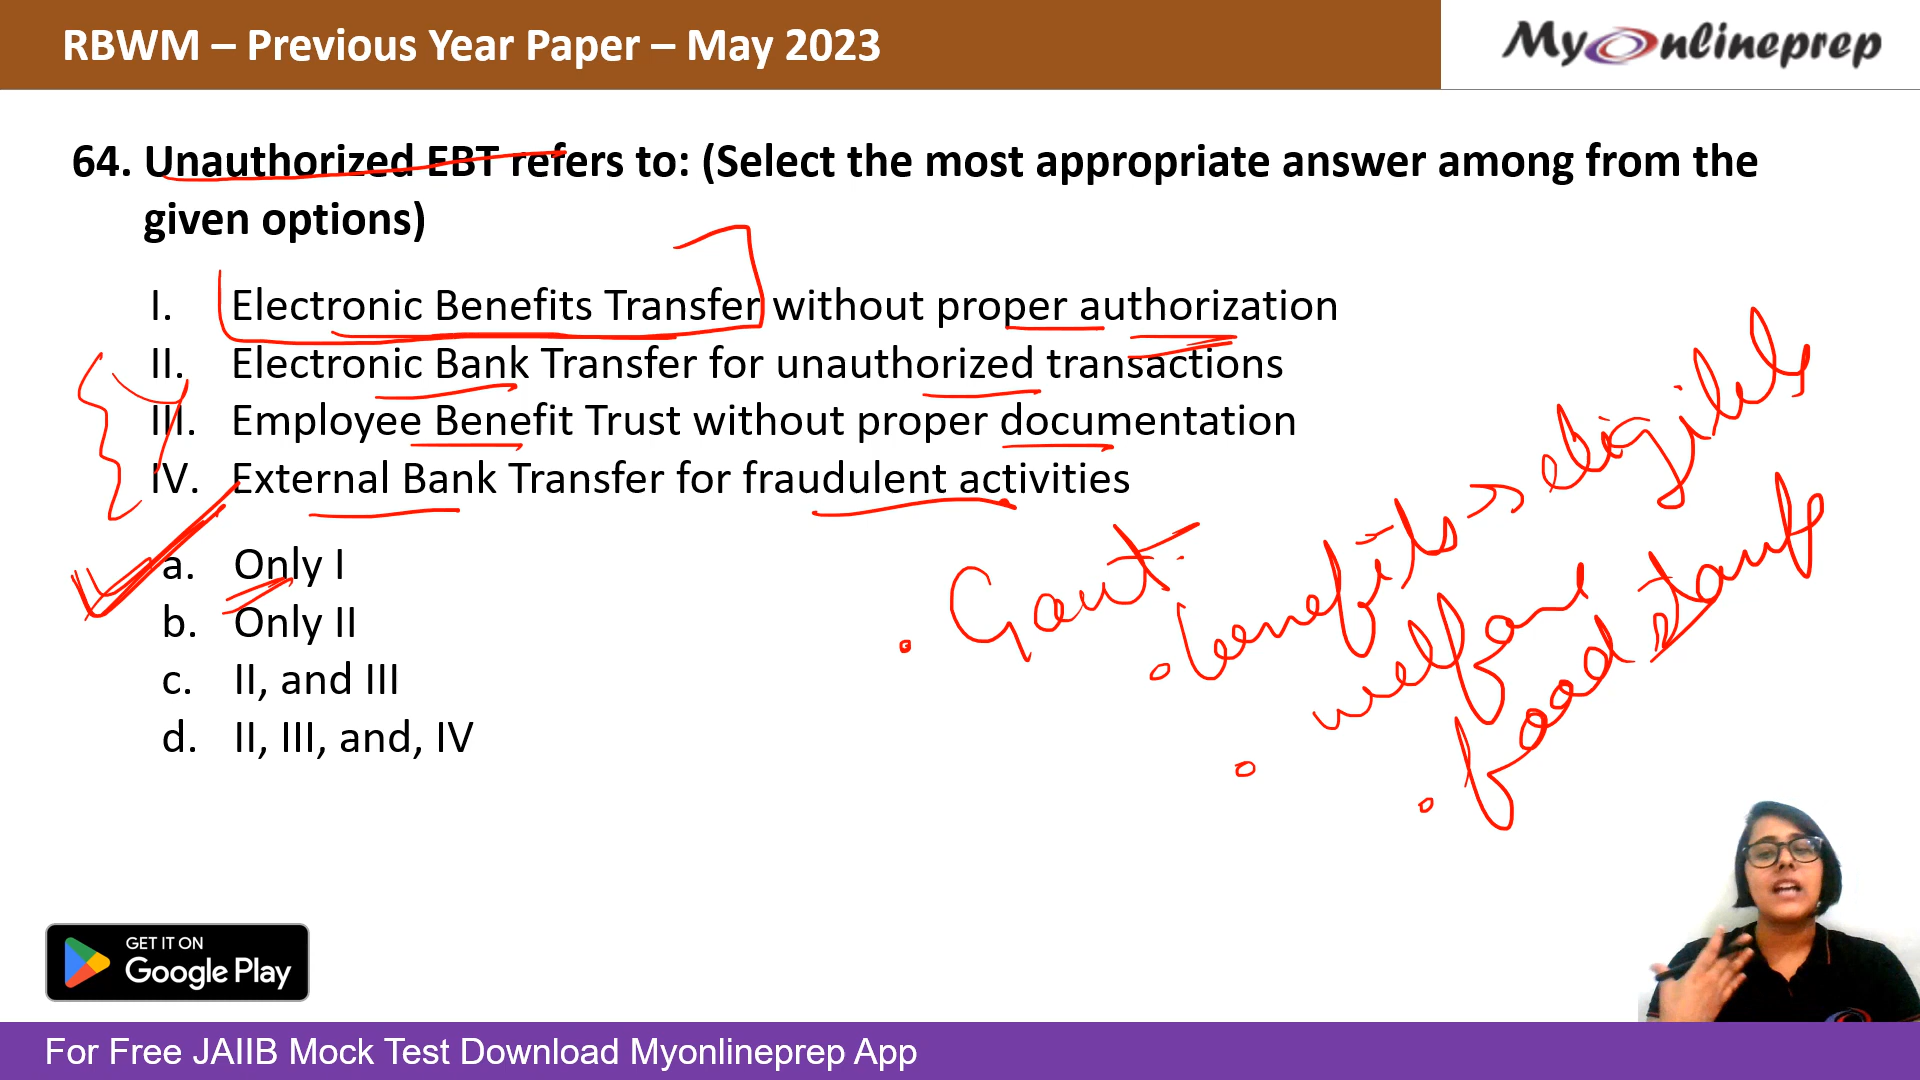 RBWM – Previous Year Paper – May 2023
MyOnlineprep
64. Unauthorized EBT refers to: (Select the most appropriate answer among from the
given options)
I. Electronic Benefits Transfer without proper authorization
II. Electronic Bank Transfer for unauthorized transactions
III. Employee Benefit Trust without proper documentation
IV. External Bank Transfer for fraudulent activities
a. Only I
b. Only II
c. II, and III
d. II, III, and, IV
benefits
welfare
food stamp
GET IT ON
Google Play
For Free JAIIB Mock Test Download Myonlineprep App